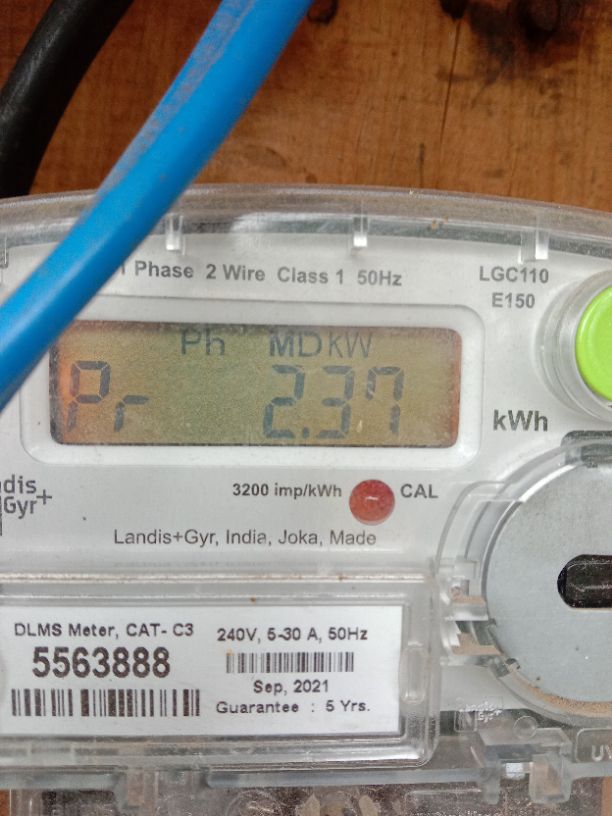 1 Phase 2 Wire Class 1 50Hz
LGC110
E150
Ph MD kW
Pr 2.37
kWh
dis
Gyr+
3200 imp/kWh CAL
Landis+Gyr, India, Joka, Made
DLMS Meter, CAT- C3
5563888
240V, 5-30 A, 50Hz
Sep, 2021
Guarantee : 5 Yrs.